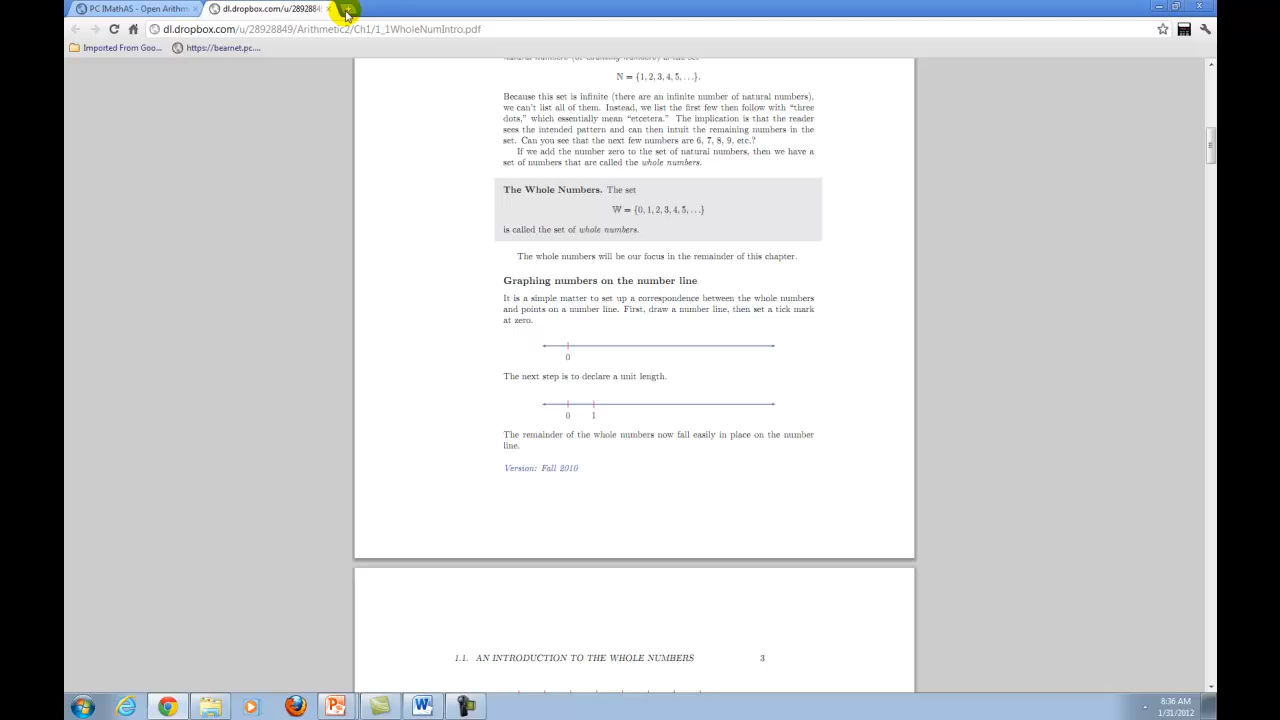 PC IMathAS - Open Arithm
dl.dropbox.com/u/2892884
dl.dropbox.com/u/28928849/Arithmetic2/Ch1/1_1WholeNumIntro.pdf
Imported From Goo...
https://bearnet.pc....
natural numbers (or counting numbers) is the set
ℕ = {1, 2, 3, 4, 5, . . .}.
Because this set is infinite (there are an infinite number of natural numbers),
we can't list all of them. Instead, we list the first few then follow with “three
dots,” which essentially mean “etcetera.” The implication is that the reader
sees the intended pattern and can then intuit the remaining numbers in the
set. Can you see that the next few numbers are 6, 7, 8, 9, etc.?
If we add the number zero to the set of natural numbers, then we have a
set of numbers that are called the whole numbers.
The Whole Numbers. The set
𝕎 = {0, 1, 2, 3, 4, 5, . . .}
is called the set of whole numbers.
The whole numbers will be our focus in the remainder of this chapter.
Graphing numbers on the number line
It is a simple matter to set up a correspondence between the whole numbers
and points on a number line. First, draw a number line, then set a tick mark
at zero.
0
The next step is to declare a unit length.
0 1
The remainder of the whole numbers now fall easily in place on the number
line.
Version: Fall 2010
1.1. AN INTRODUCTION TO THE WHOLE NUMBERS 3
8:36 AM
1/31/2012